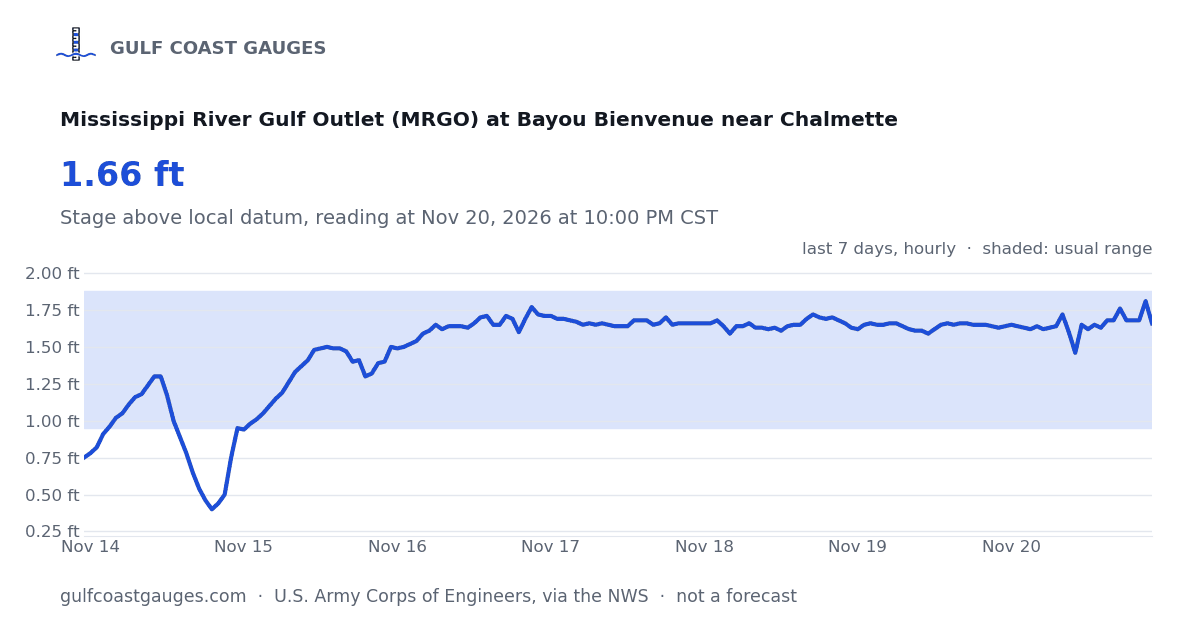 GULF COAST GAUGES
Mississippi River Gulf Outlet (MRGO) at Bayou Bienvenue near Chalmette
1.66 ft
Stage above local datum, reading at Nov 20, 2026 at 10:00 PM CST
last 7 days, hourly · shaded: usual range
2.00 ft
1.75 ft
1.50 ft
1.25 ft
1.00 ft
0.75 ft
0.50 ft
0.25 ft
Nov 14 Nov 15 Nov 16 Nov 17 Nov 18 Nov 19 Nov 20
gulfcoastgauges.com · U.S. Army Corps of Engineers, via the NWS · not a forecast